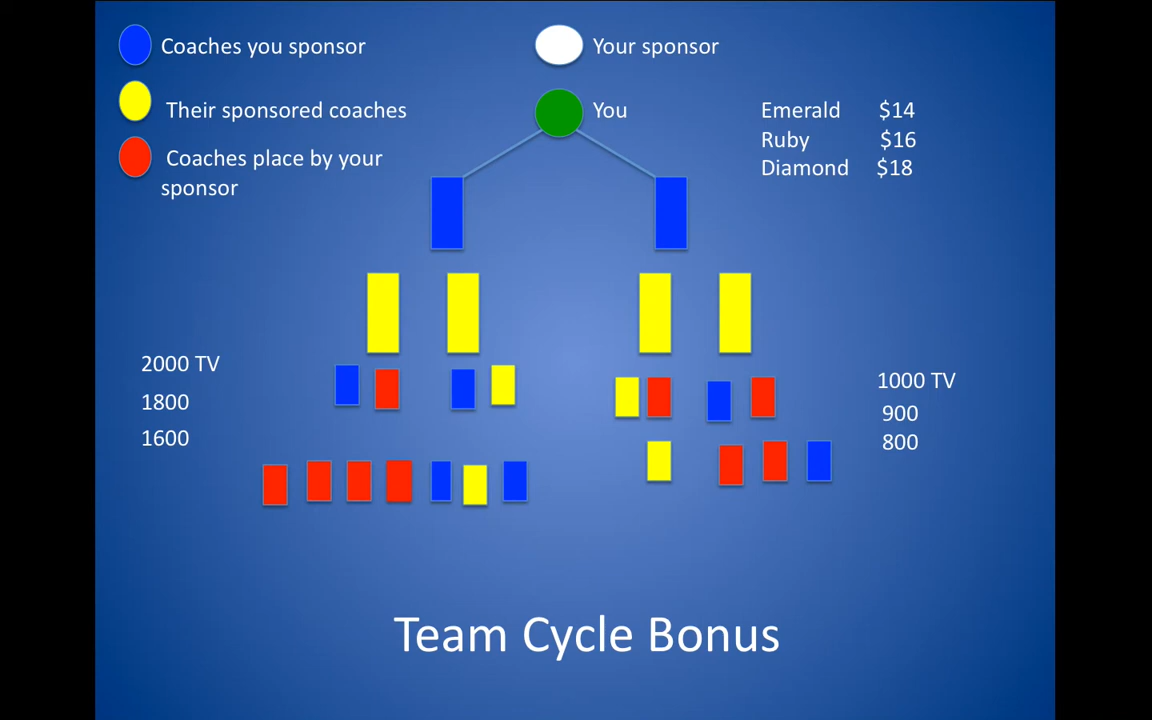 Coaches you sponsor
Your sponsor
Their sponsored coaches
You
Emerald $14
Ruby $16
Diamond $18
Coaches place by your
sponsor
2000 TV
1800
1600
1000 TV
900
800
Team Cycle Bonus